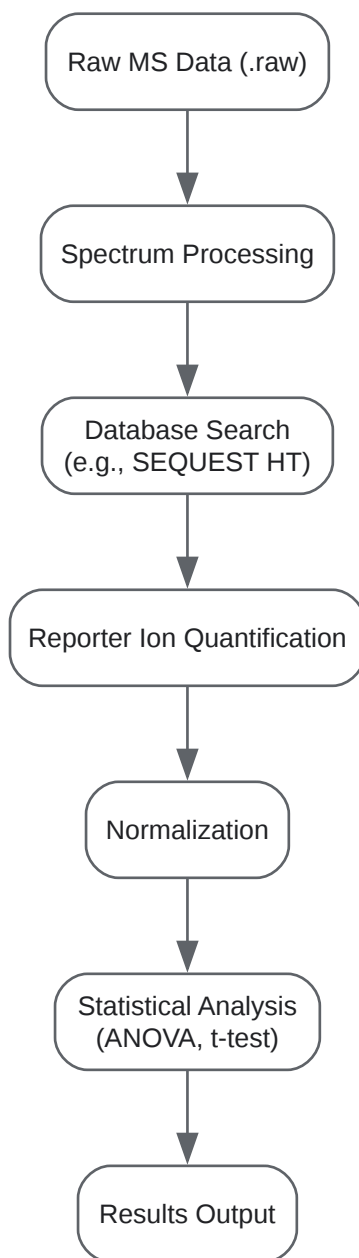 Raw MS Data (.raw)
Spectrum Processing
Database Search
(e.g., SEQUEST HT)
Reporter Ion Quantification
Normalization
Statistical Analysis
(ANOVA, t-test)
Results Output